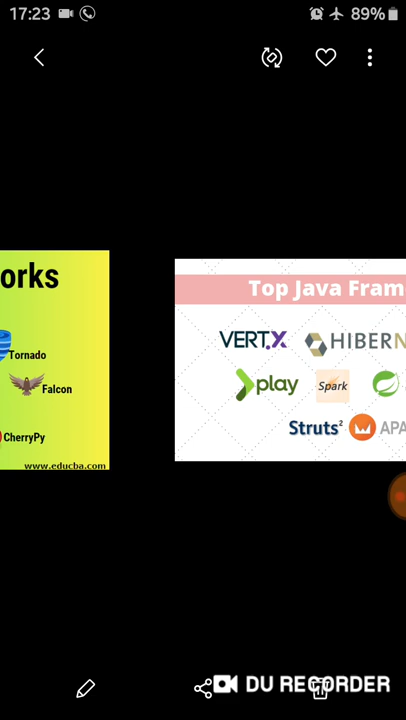 17:23 89%
orks
Tornado
Falcon
CherryPy
www.educba.com
Top Java Fram
VERT.X HIBERN
play Spark
Struts² APA
DU RECORDER